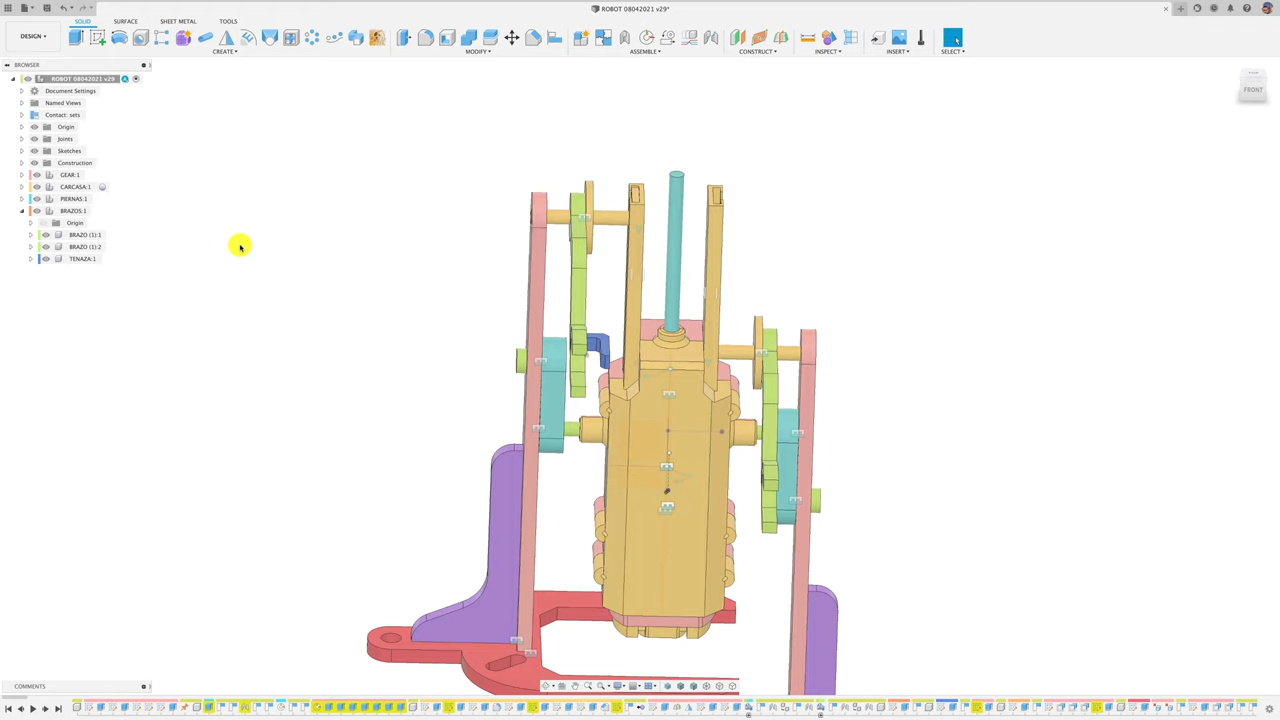 ROBOT 08042021 v29*
SOLID SURFACE SHEET METAL TOOLS
DESIGN ▾
CREATE ▾ MODIFY ▾ ASSEMBLE ▾ CONSTRUCT ▾ INSPECT ▾ INSERT ▾ SELECT ▾
BROWSER
ROBOT 08042021 v29
Document Settings
Named Views
Contact: sets
Origin
Joints
Sketches
Construction
GEAR:1
CARCASA:1
PIERNAS:1
BRAZOS:1
Origin
BRAZO (1):1
BRAZO (1):2
TENAZA:1
FRONT
COMMENTS